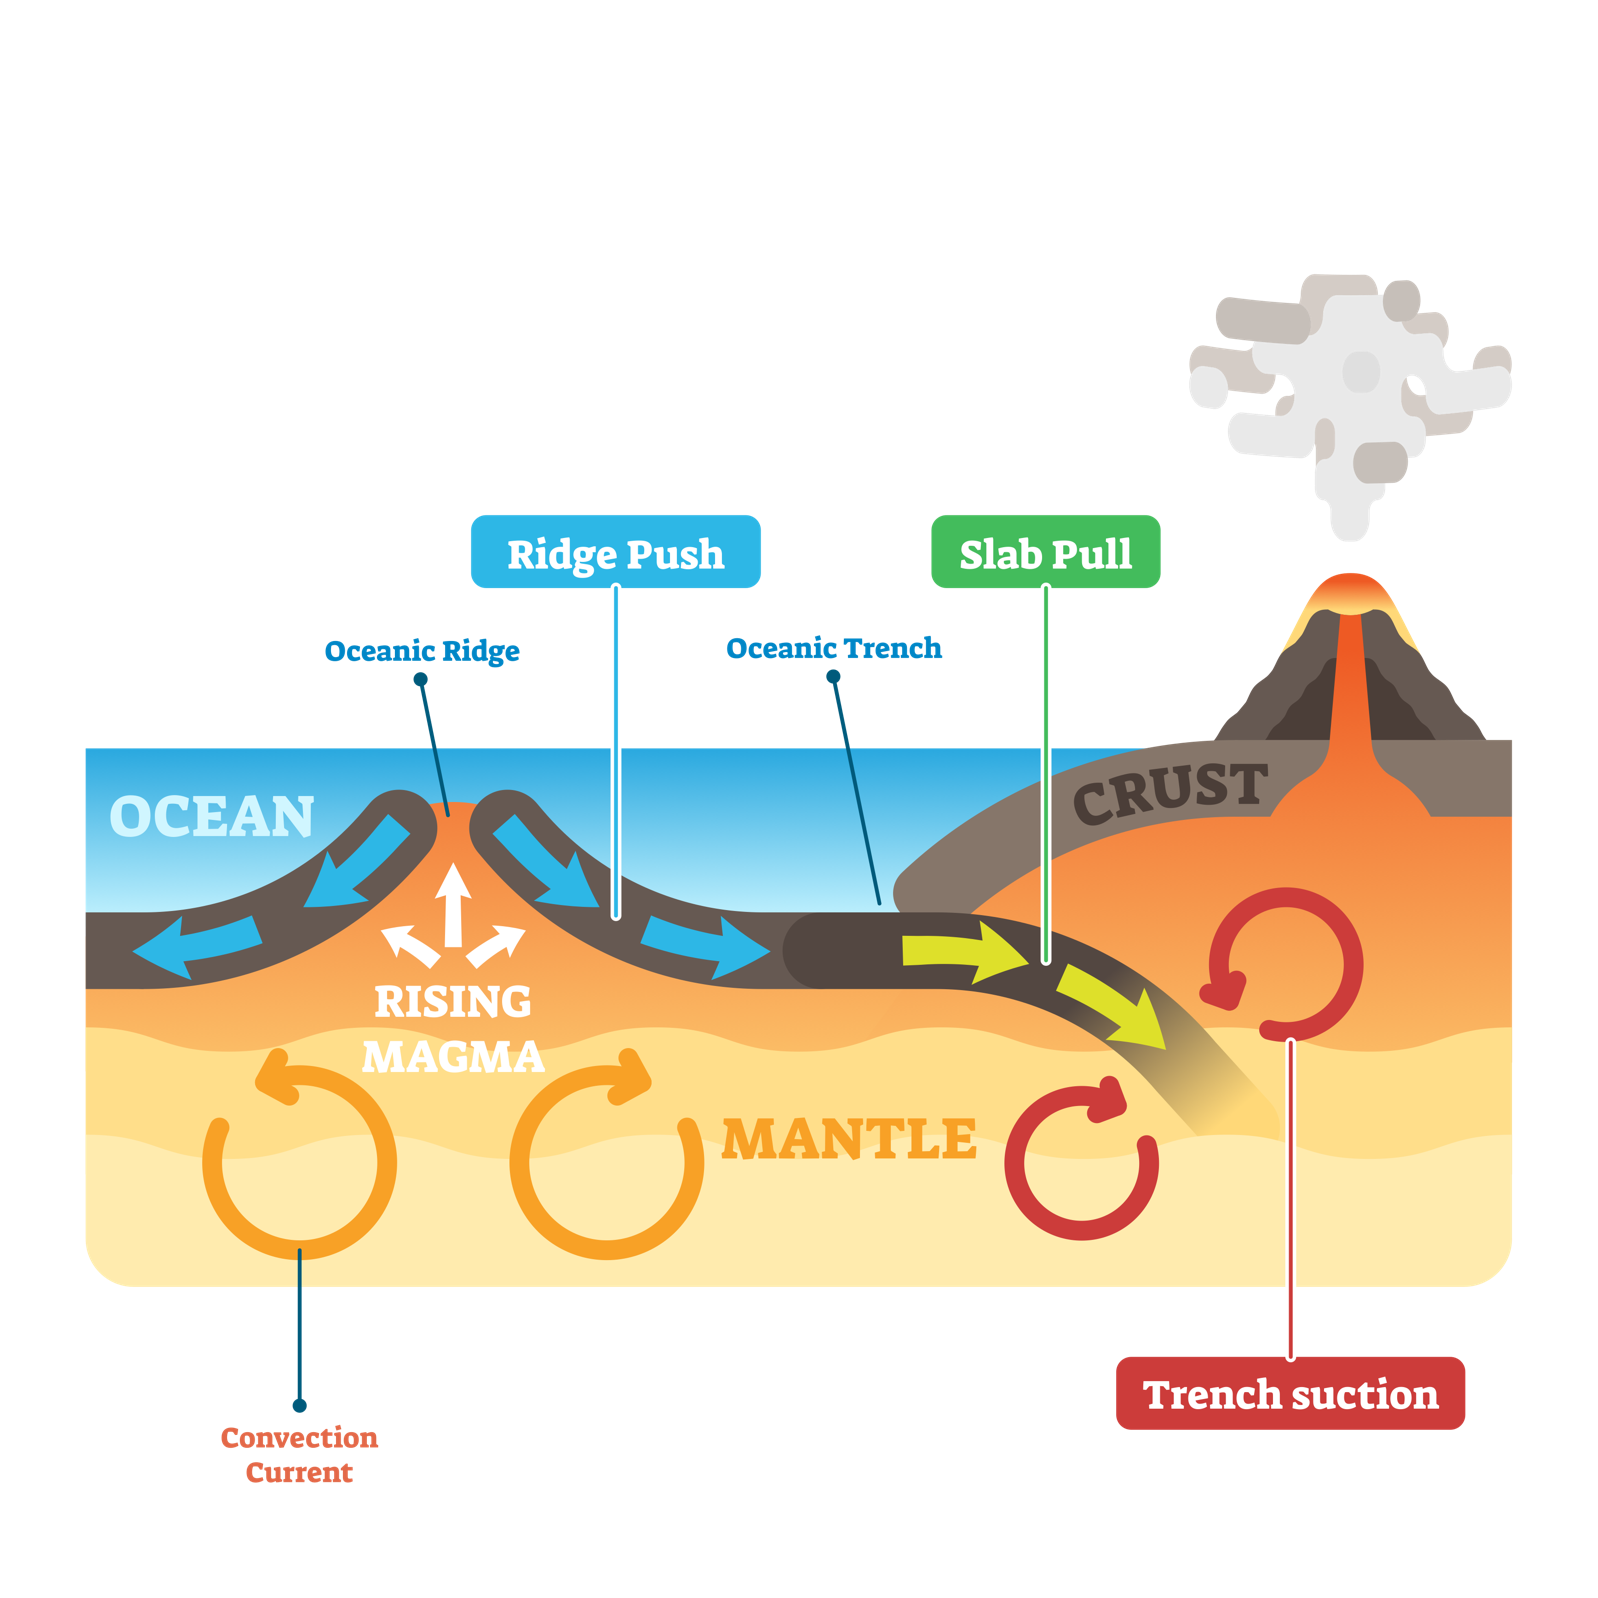 Ridge Push
Slab Pull
Oceanic Ridge
Oceanic Trench
OCEAN
CRUST
RISING
MAGMA
MANTLE
Trench suction
Convection
Current